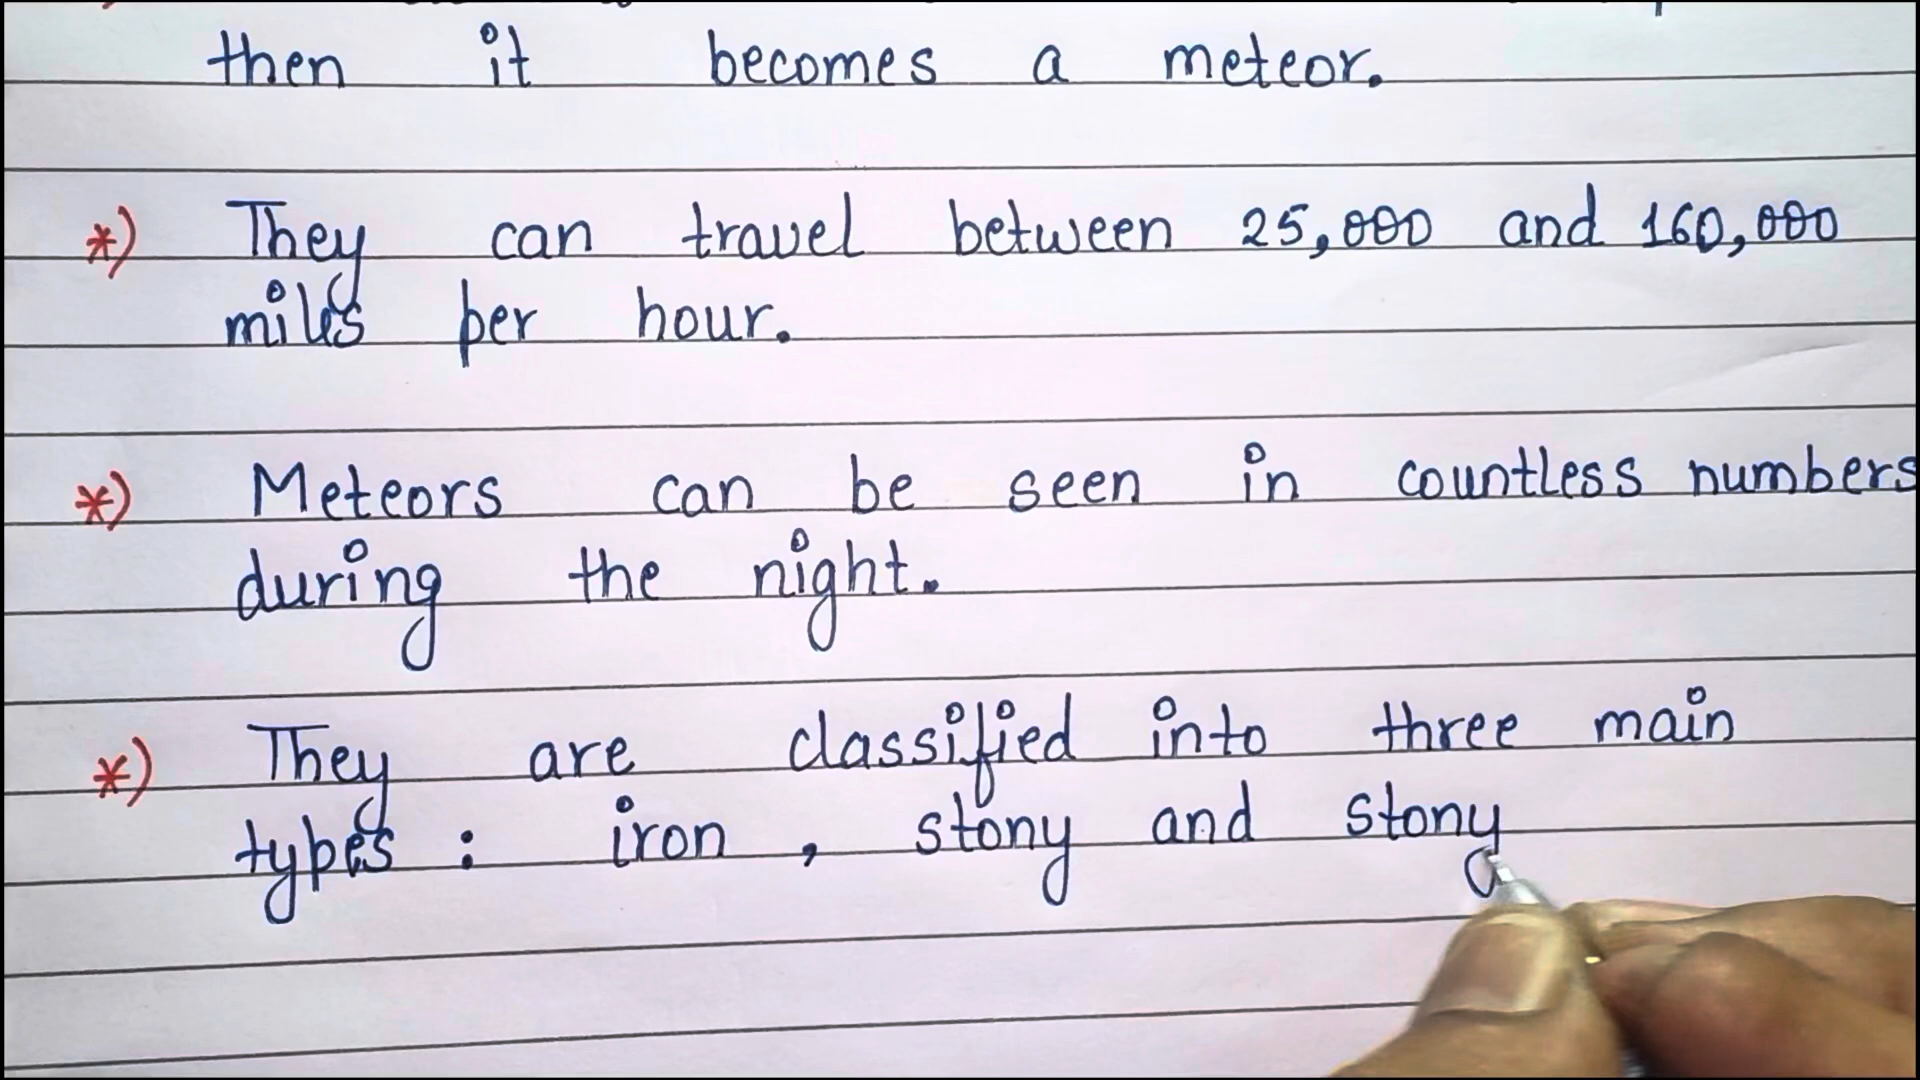 then it becomes a meteor.
*) They can travel between 25,000 and 160,000
miles per hour.
*) Meteors can be seen in countless numbers
during the night.
*) They are classified into three main
types : iron , stony and stony